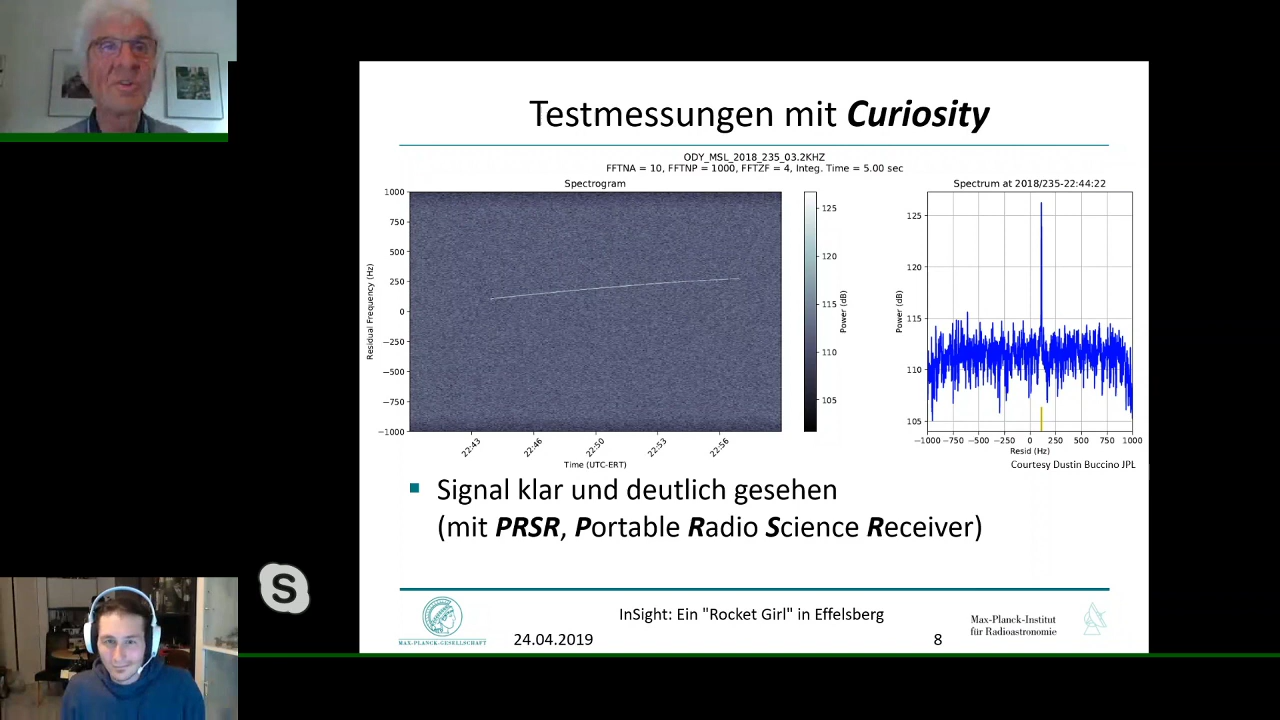 Testmessungen mit Curiosity
ODY_MSL_2018_235_03.2KHZ
FFTNA = 10, FFTNP = 1000, FFTZF = 4, Integ. Time = 5.00 sec
Spectrogram
1000
750
500
250
0
−250
−500
−750
−1000
Residual Frequency (Hz)
22:43
22:46
22:50
22:53
22:56
Time (UTC-ERT)
125
120
115
110
105
Power (dB)
Spectrum at 2018/235-22:44:22
125
120
115
110
105
Power (dB)
−1000 −750 −500 −250 0 250 500 750 1000
Resid (Hz)
Courtesy Dustin Buccino JPL
Signal klar und deutlich gesehen
(mit PRSR, Portable Radio Science Receiver)
S
MAX-PLANCK-GESELLSCHAFT
InSight: Ein "Rocket Girl" in Effelsberg
24.04.2019
8
Max-Planck-Institut
für Radioastronomie